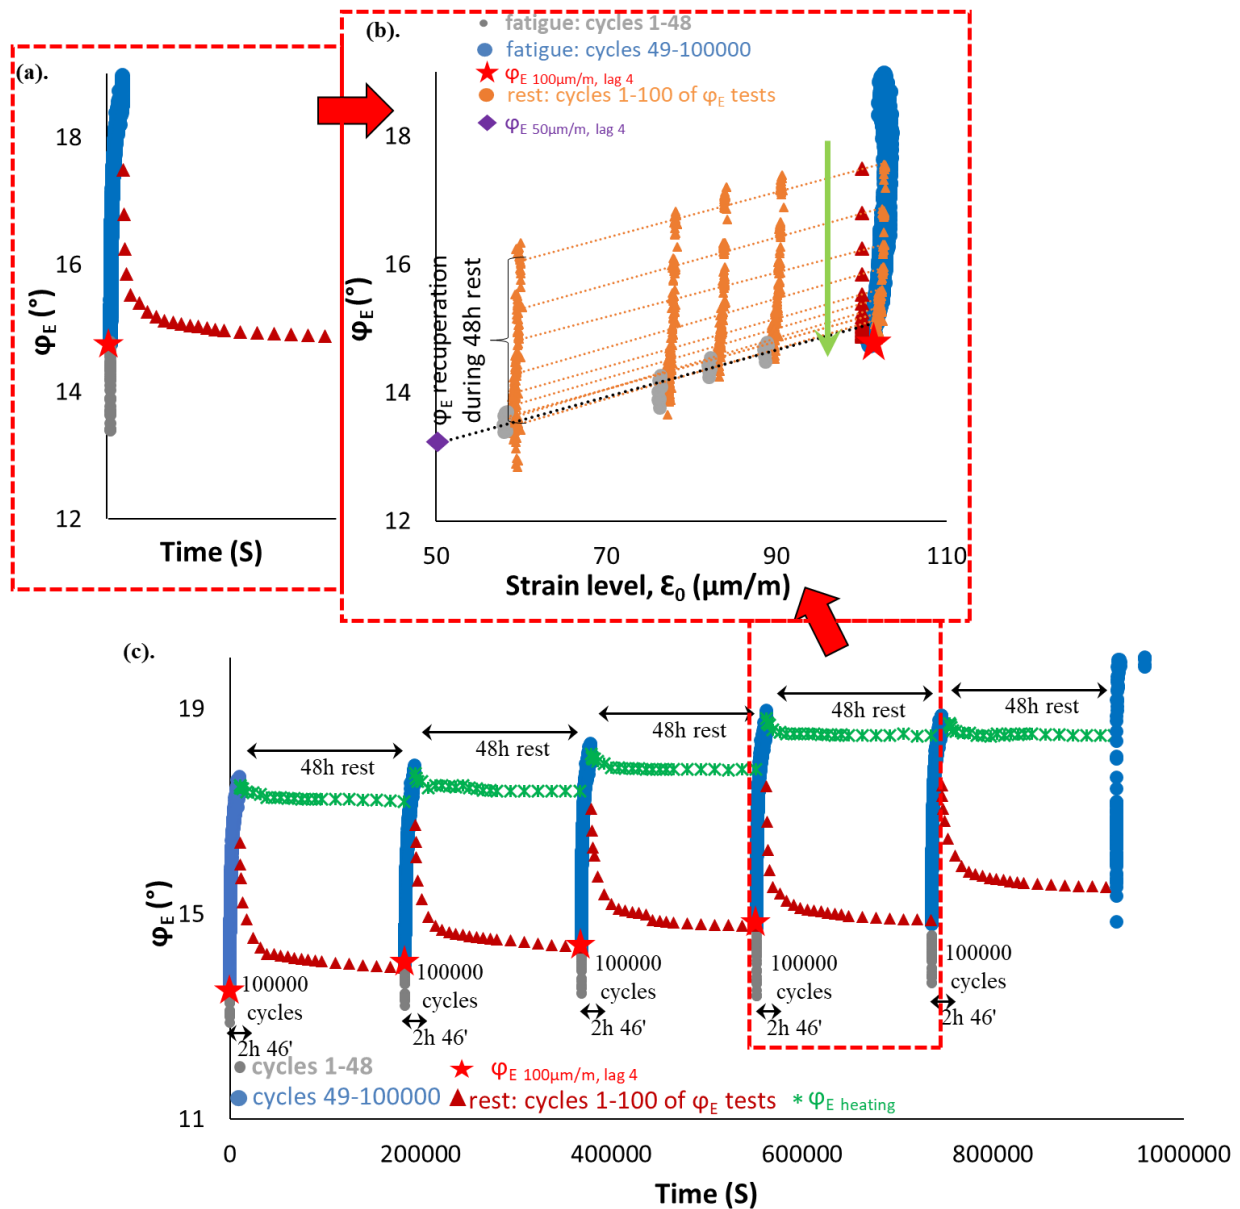 (a).
18
16
14
12
φE (°)
Time (S)
(b).
fatigue: cycles 1-48
fatigue: cycles 49-100000
φE 100μm/m, lag 4
rest: cycles 1-100 of φE tests
φE 50μm/m, lag 4
18
16
14
12
φE (°)
φE recuperation
during 48h rest
50
70
90
110
Strain level, Ɛ0 (μm/m)
(c).
19
15
11
φE (°)
48h rest
48h rest
48h rest
48h rest
48h rest
100000
cycles
2h 46'
100000
cycles
2h 46'
100000
cycles
2h 46'
100000
cycles
2h 46'
100000
cycles
2h 46'
cycles 1-48
φE 100μm/m, lag 4
cycles 49-100000
rest: cycles 1-100 of φE tests
φE heating
0
200000
400000
600000
800000
1000000
Time (S)